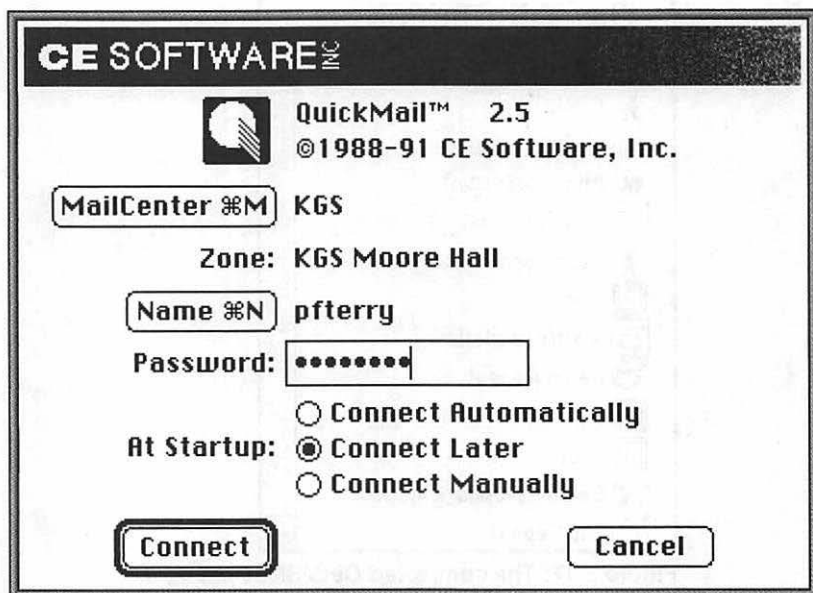 CE SOFTWARE INC
QuickMail™ 2.5
©1988-91 CE Software, Inc.
MailCenter ⌘M KGS
Zone: KGS Moore Hall
Name ⌘N pfterry
Password: ••••••••
Connect Automatically
At Startup: Connect Later
Connect Manually
Connect Cancel